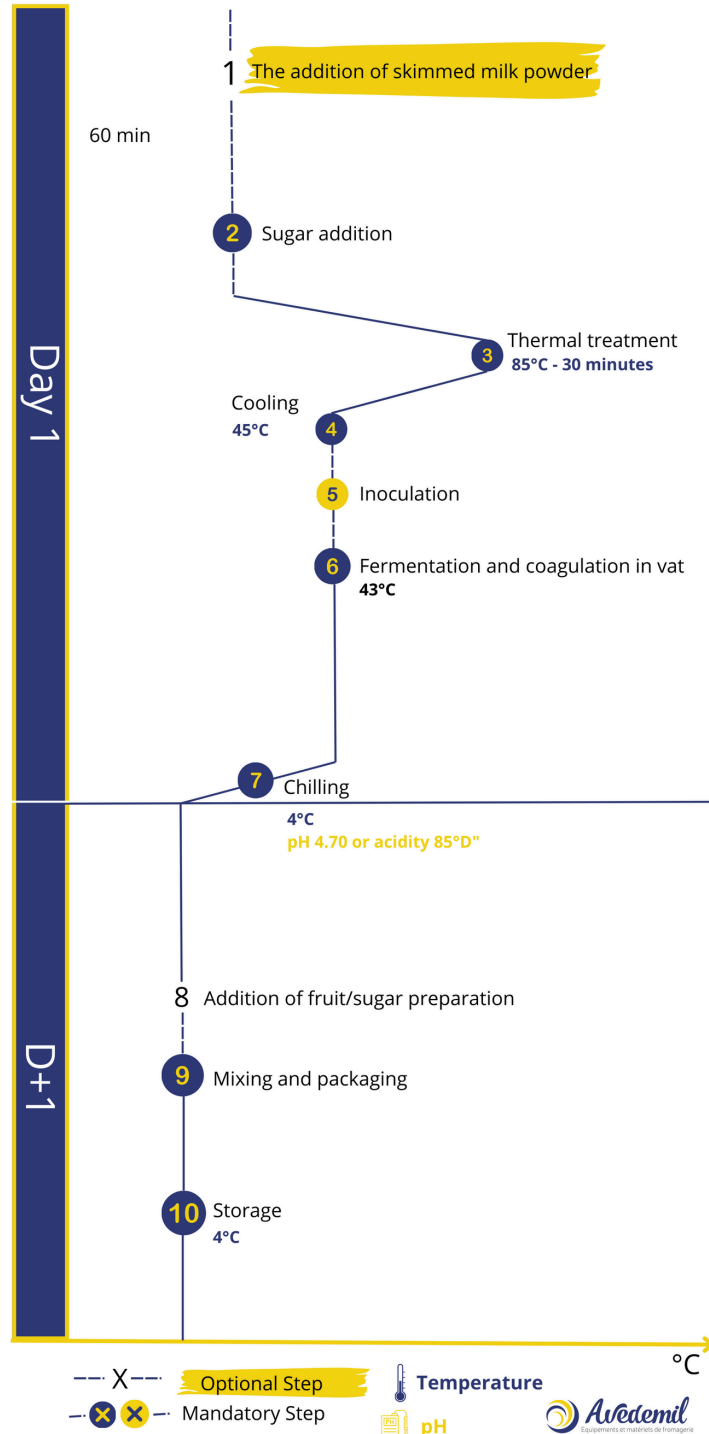 1 The addition of skimmed milk powder
60 min
2 Sugar addition
Day 1
Thermal treatment
3
85°C - 30 minutes
Cooling
45°C
4
5 Inoculation
6 Fermentation and coagulation in vat
43°C
7 Chilling
4°C
pH 4.70 or acidity 85°D"
D+1
8 Addition of fruit/sugar preparation
9 Mixing and packaging
10 Storage
4°C
°C
X Optional Step
Temperature
Mandatory Step
PH pH
Avedemil
Equipements et matériels de fromagerie